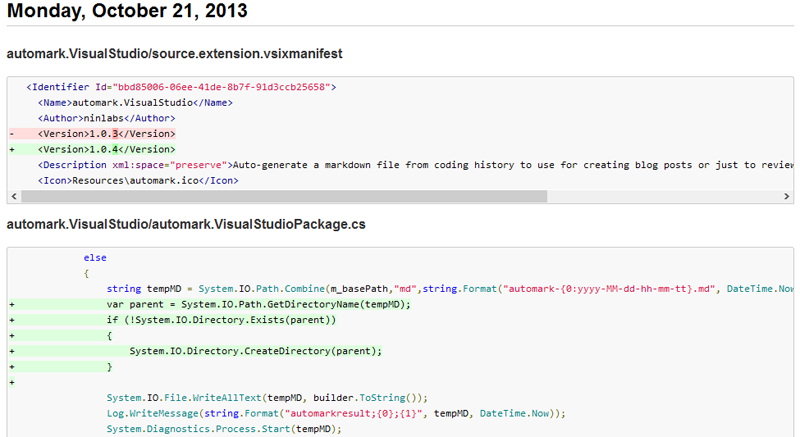 Monday, October 21, 2013
automark.VisualStudio/source.extension.vsixmanifest
<Identifier Id="bbd85006-06ee-41de-8b7f-91d3ccb25658">
<Name>automark.VisualStudio</Name>
<Author>ninlabs</Author>
- <Version>1.0.3</Version>
+ <Version>1.0.4</Version>
<Description xml:space="preserve">Auto-generate a markdown file from coding history to use for creating blog posts or just to review
<Icon>Resources\automark.ico</Icon>
automark.VisualStudio/automark.VisualStudioPackage.cs
else
{
string tempMD = System.IO.Path.Combine(m_basePath,"md",string.Format("automark-{0:yyyy-MM-dd-hh-mm-tt}.md", DateTime.Now
+ var parent = System.IO.Path.GetDirectoryName(tempMD);
+ if (!System.IO.Directory.Exists(parent))
+ {
+ System.IO.Directory.CreateDirectory(parent);
+ }
+
System.IO.File.WriteAllText(tempMD, builder.ToString());
Log.WriteMessage(string.Format("automarkresult;{0};{1}", tempMD, DateTime.Now));
System.Diagnostics.Process.Start(tempMD);